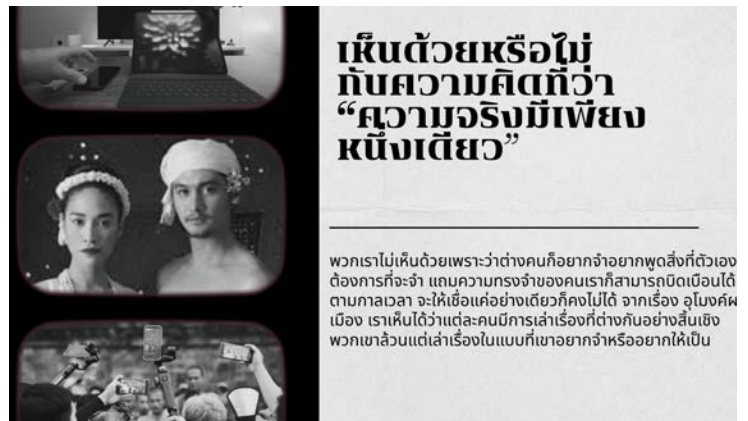 เห็นด้วยหรือไม่
กับความคิดที่ว่า
“ความจริงมีเพียง
หนึ่งเดียว”
พวกเราไม่เห็นด้วยเพราะว่าต่างคนก็อยากจำอยากพูดสิ่งที่ตัวเอง
ต้องการที่จะจำ แถมความทรงจำของคนเราก็สามารถบิดเบือนได้
ตามกาลเวลา จะให้เชื่อแค่อย่างเดียวก็คงไม่ได้ จากเรื่อง อุโมงค์ผ
เมือง เราเห็นได้ว่าแต่ละคนมีการเล่าเรื่องที่ต่างกันอย่างสิ้นเชิง
พวกเขาล้วนแต่เล่าเรื่องในแบบที่เขาอยากจำหรืออยากให้เป็น